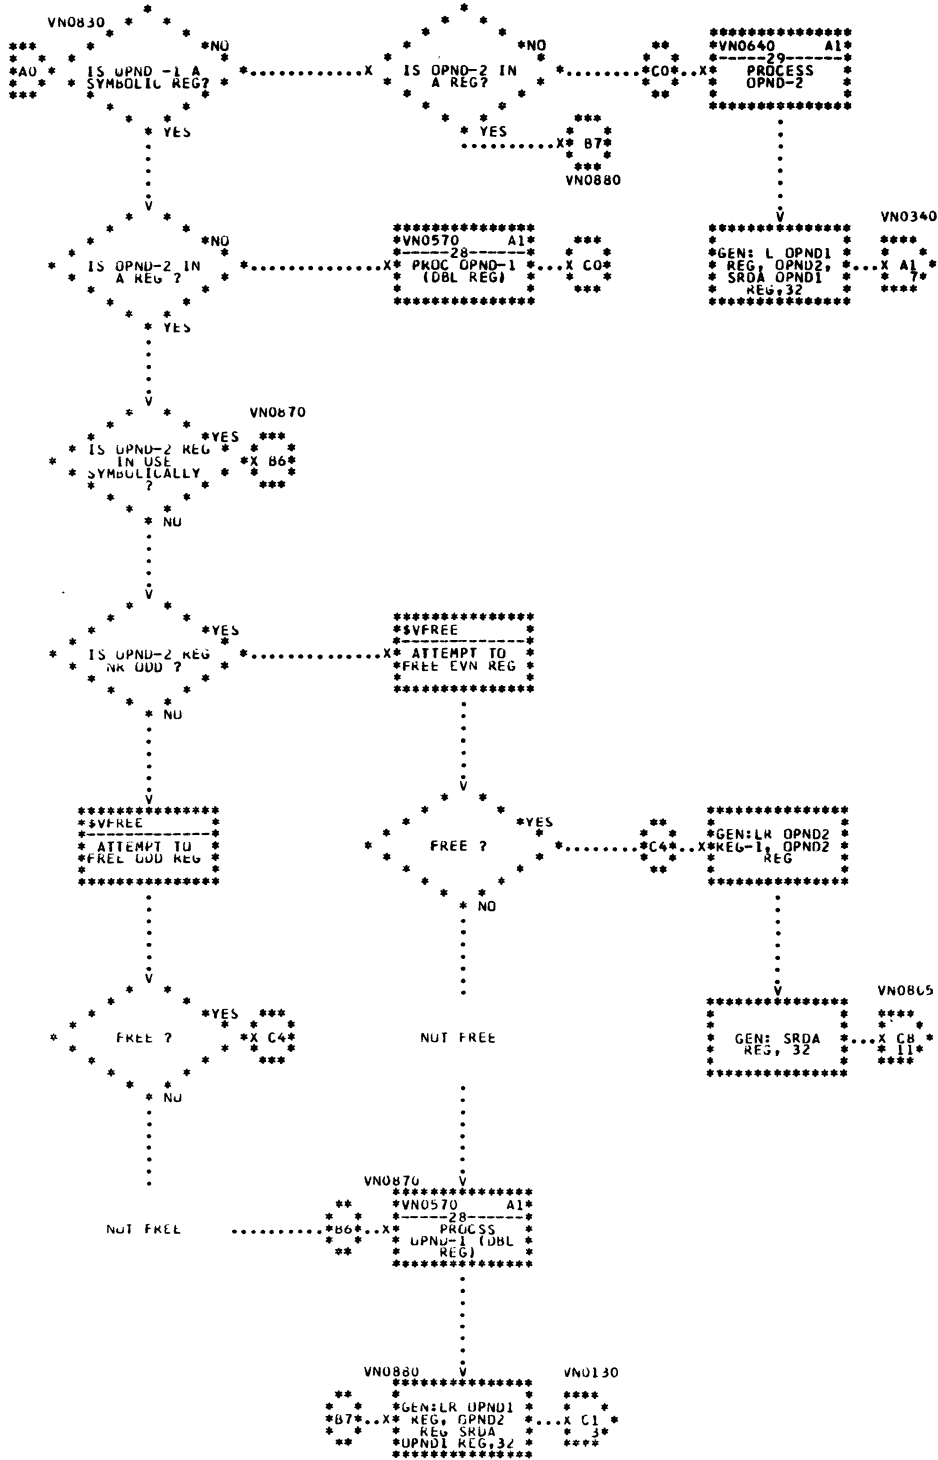 VN0830
NO
NO
VN0640 A1
A0
IS OPND -1 A
SYMBOLIC REG?
IS OPND-2 IN
A REG?
C0
29
PROCESS
OPND-2
YES
YES
B7
VN0880
VN0340
NO
VN0570 A1
28
IS OPND-2 IN
A REG ?
PROC OPND-1
(DBL REG)
C0
GEN: L OPND1
REG, OPND2,
SRDA OPND1
REG,32
A1
7
YES
VN0870
YES
IS OPND-2 REG
IN USE
SYMBOLICALLY
?
B6
NO
YES
$VFREE
IS OPND-2 REG
NR ODD ?
ATTEMPT TO
FREE EVN REG
NO
$VFREE
ATTEMPT TO
FREE ODD REG
YES
FREE ?
C4
GEN:LR OPND2
REG-1, OPND2
REG
NO
VN0865
YES
FREE ?
C4
NOT FREE
GEN: SRDA
REG, 32
C8
11
NO
VN0870
VN0570 A1
28
NOT FREE
B6
PROCSS
OPND-1 (DBL
REG)
VN0880
VN0130
B7
GEN:LR OPND1
REG, OPND2
REG SRDA
OPND1 REG,32
C1
3